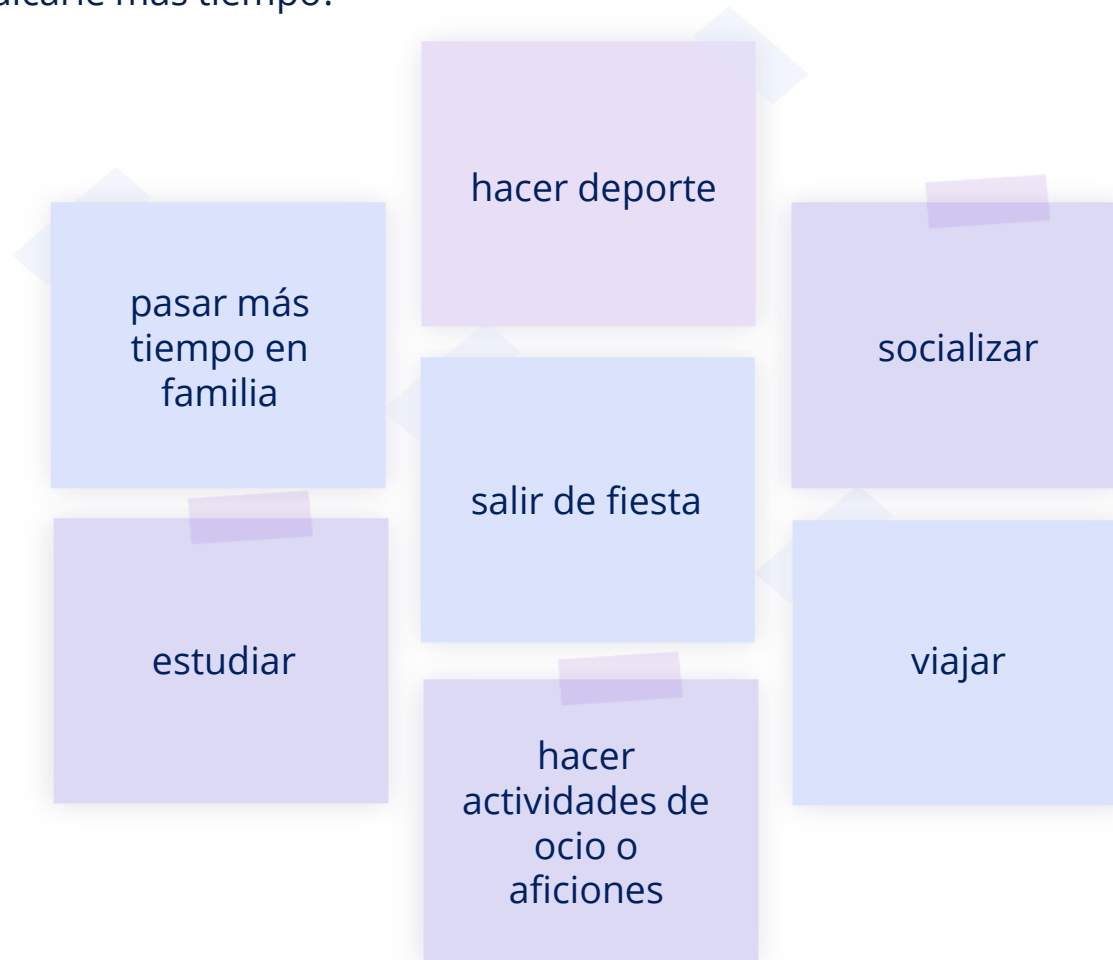 más tiempo?
hacer deporte
pasar más
tiempo en
familia
socializar
salir de fiesta
estudiar
viajar
hacer
actividades de
ocio o
aficiones